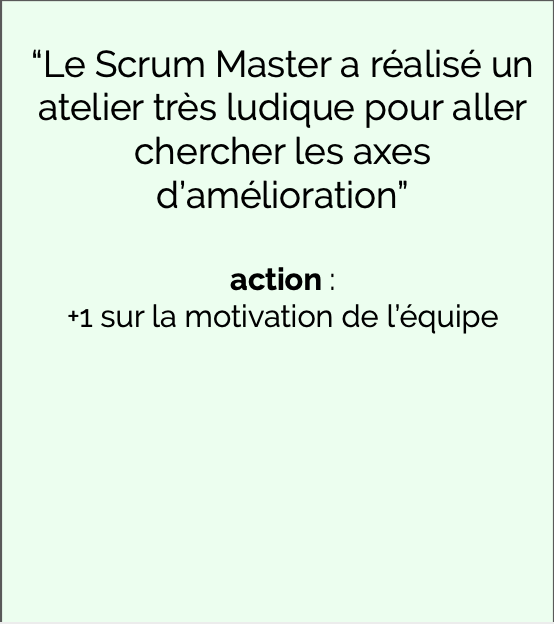 “Le Scrum Master a réalisé un
atelier très ludique pour aller
chercher les axes
d’amélioration”
action :
+1 sur la motivation de l’équipe